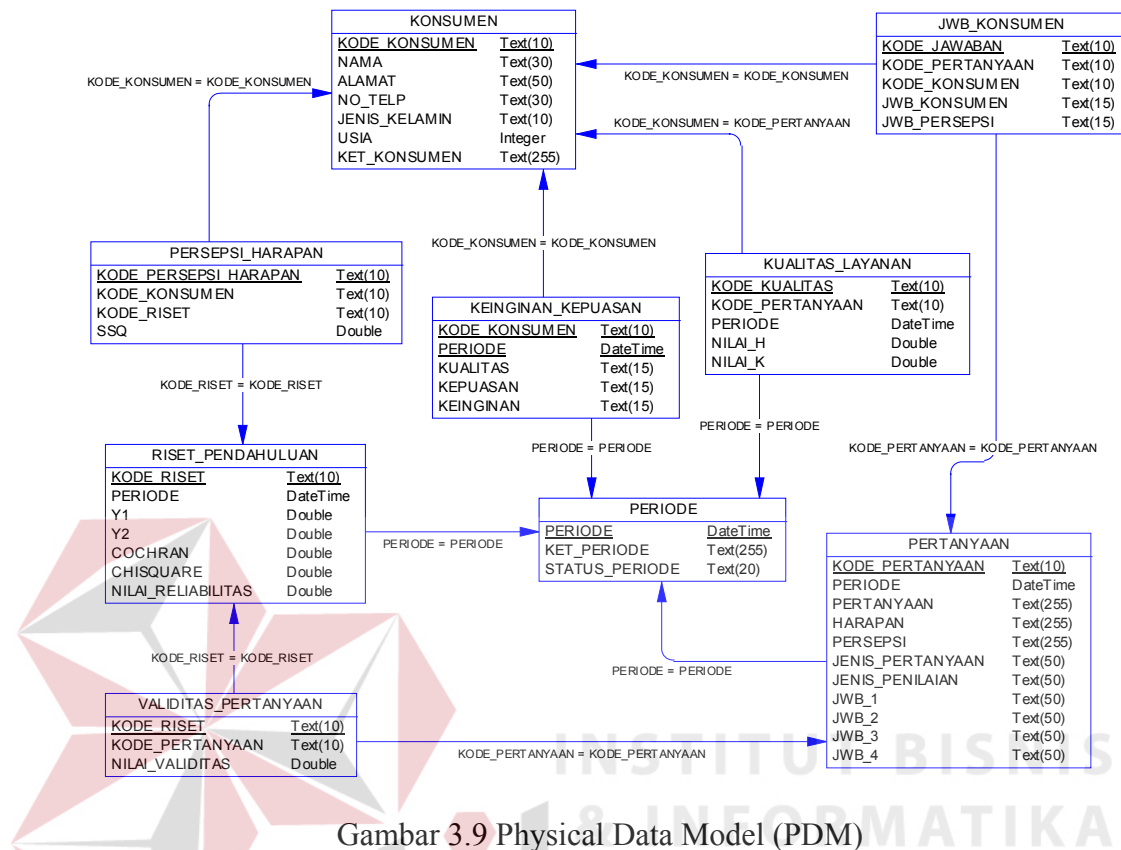 KONSUMEN
KODE_KONSUMEN Text(10)
NAMA Text(30)
ALAMAT Text(50)
NO_TELP Text(30)
JENIS_KELAMIN Text(10)
USIA Integer
KET_KONSUMEN Text(255)
JWB_KONSUMEN
KODE_JAWABAN Text(10)
KODE_PERTANYAAN Text(10)
KODE_KONSUMEN Text(10)
JWB_KONSUMEN Text(15)
JWB_PERSEPSI Text(15)
KODE_KONSUMEN = KODE_KONSUMEN
KODE_KONSUMEN = KODE_KONSUMEN
KODE_KONSUMEN = KODE_PERTANYAAN
KODE_KONSUMEN = KODE_KONSUMEN
PERSEPSI_HARAPAN
KODE_PERSEPSI_HARAPAN Text(10)
KODE_KONSUMEN Text(10)
KODE_RISET Text(10)
SSQ Double
KEINGINAN_KEPUASAN
KODE_KONSUMEN Text(10)
PERIODE DateTime
KUALITAS Text(15)
KEPUASAN Text(15)
KEINGINAN Text(15)
KUALITAS_LAYANAN
KODE_KUALITAS Text(10)
KODE_PERTANYAAN Text(10)
PERIODE DateTime
NILAI_H Double
NILAI_K Double
KODE_RISET = KODE_RISET
PERIODE = PERIODE
PERIODE = PERIODE
KODE_PERTANYAAN = KODE_PERTANYAAN
RISET_PENDAHULUAN
KODE_RISET Text(10)
PERIODE DateTime
Y1 Double
Y2 Double
COCHRAN Double
CHISQUARE Double
NILAI_RELIABILITAS Double
PERIODE = PERIODE
PERIODE
PERIODE DateTime
KET_PERIODE Text(255)
STATUS_PERIODE Text(20)
PERTANYAAN
KODE_PERTANYAAN Text(10)
PERIODE DateTime
PERTANYAAN Text(255)
HARAPAN Text(255)
PERSEPSI Text(255)
JENIS_PERTANYAAN Text(50)
JENIS_PENILAIAN Text(50)
JWB_1 Text(50)
JWB_2 Text(50)
JWB_3 Text(50)
JWB_4 Text(50)
KODE_RISET = KODE_RISET
PERIODE = PERIODE
VALIDITAS_PERTANYAAN
KODE_RISET Text(10)
KODE_PERTANYAAN Text(10)
NILAI_VALIDITAS Double
KODE_PERTANYAAN = KODE_PERTANYAAN
INSTITUT BISNIS
& INFORMATIKA
Gambar 3.9 Physical Data Model (PDM)